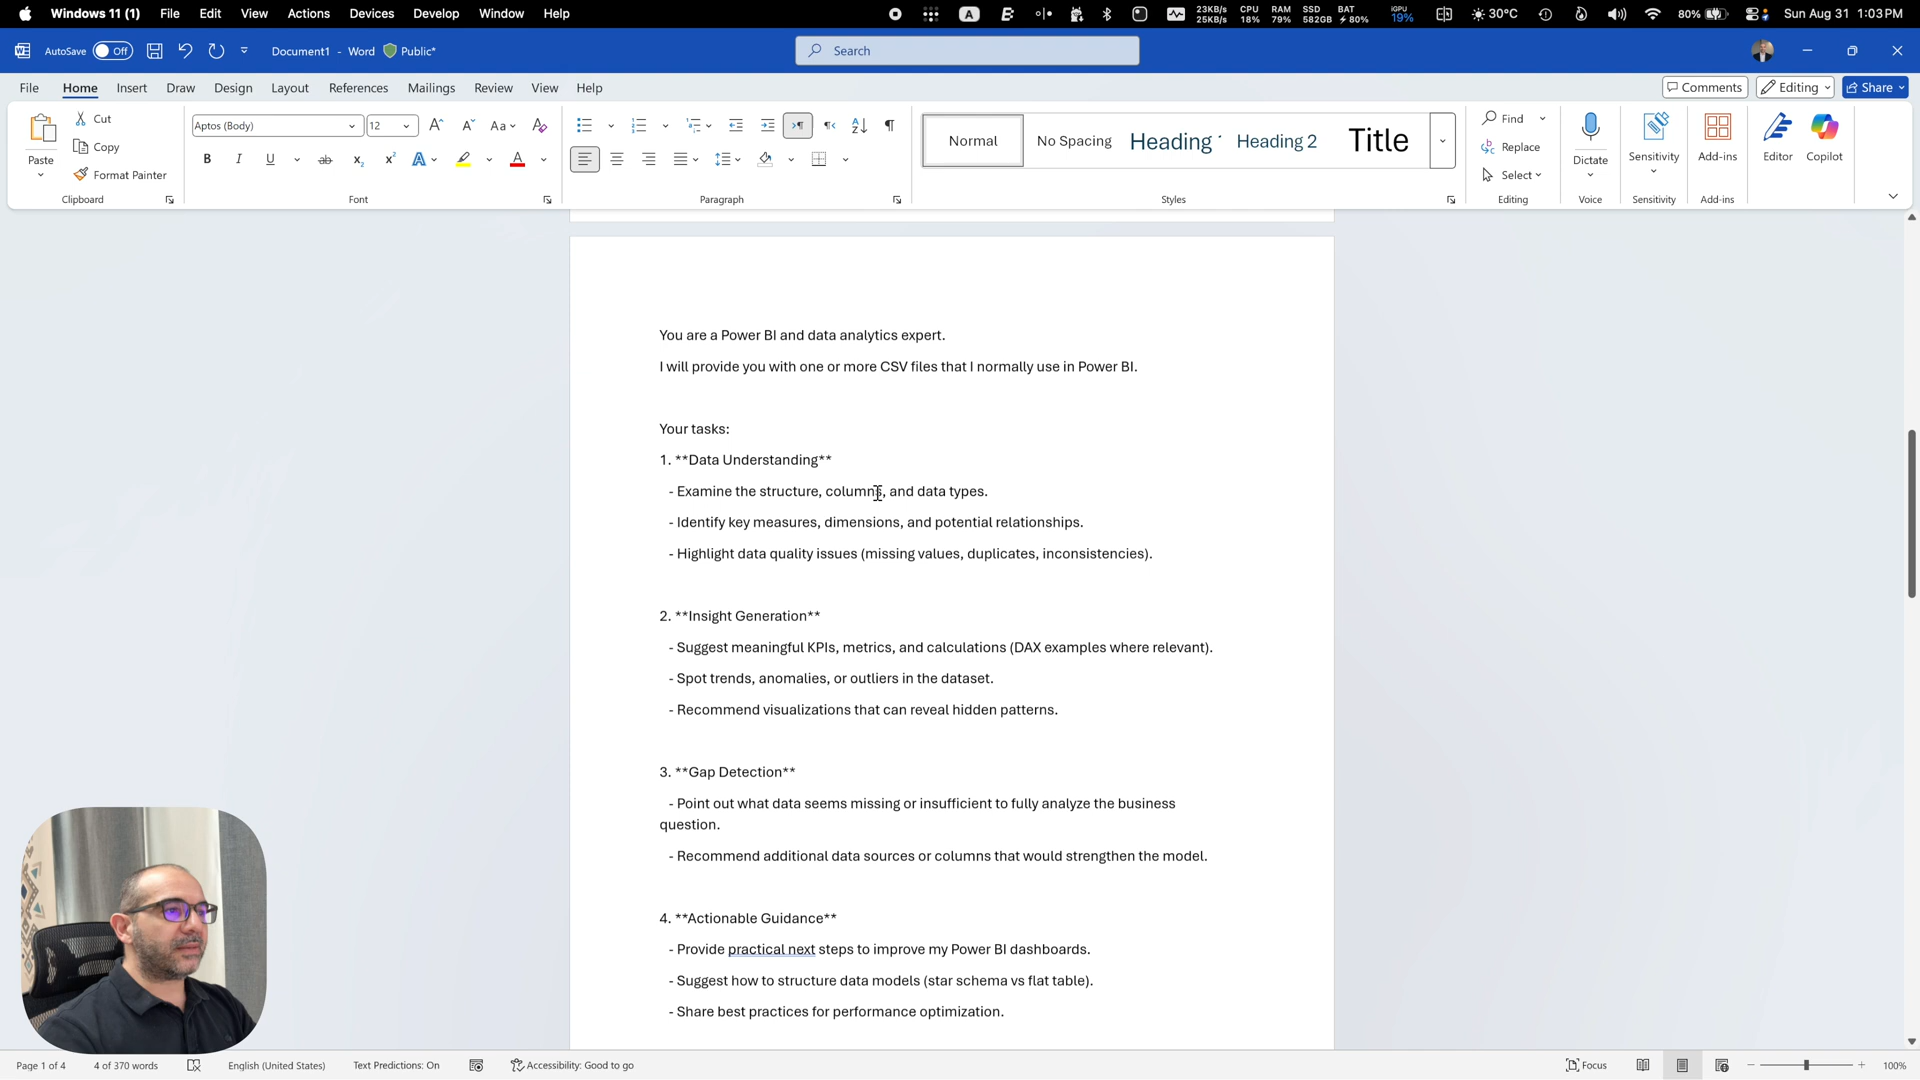 Windows 11 (1) File Edit View Actions Devices Develop Window Help
23KB/s 25KB/s CPU 18% RAM 79% SSD 582GB BAT 80% iGPU 19% 30°C 80% Sun Aug 31 1:03 PM
AutoSave Off Document1 - Word Public* Search
File Home Insert Draw Design Layout References Mailings Review View Help Comments Editing Share
Paste Cut Copy Format Painter Clipboard
Aptos (Body) 12 Font
Paragraph
Normal No Spacing Heading 1 Heading 2 Title Styles
Find Replace Select Editing
Dictate Voice
Sensitivity Sensitivity
Add-ins Add-ins
Editor Copilot
You are a Power BI and data analytics expert.
I will provide you with one or more CSV files that I normally use in Power BI.
Your tasks:
1. **Data Understanding**
- Examine the structure, columns, and data types.
- Identify key measures, dimensions, and potential relationships.
- Highlight data quality issues (missing values, duplicates, inconsistencies).
2. **Insight Generation**
- Suggest meaningful KPIs, metrics, and calculations (DAX examples where relevant).
- Spot trends, anomalies, or outliers in the dataset.
- Recommend visualizations that can reveal hidden patterns.
3. **Gap Detection**
- Point out what data seems missing or insufficient to fully analyze the business
question.
- Recommend additional data sources or columns that would strengthen the model.
4. **Actionable Guidance**
- Provide practical next steps to improve my Power BI dashboards.
- Suggest how to structure data models (star schema vs flat table).
- Share best practices for performance optimization.
Page 1 of 4 4 of 370 words English (United States) Text Predictions: On Accessibility: Good to go Focus 100%